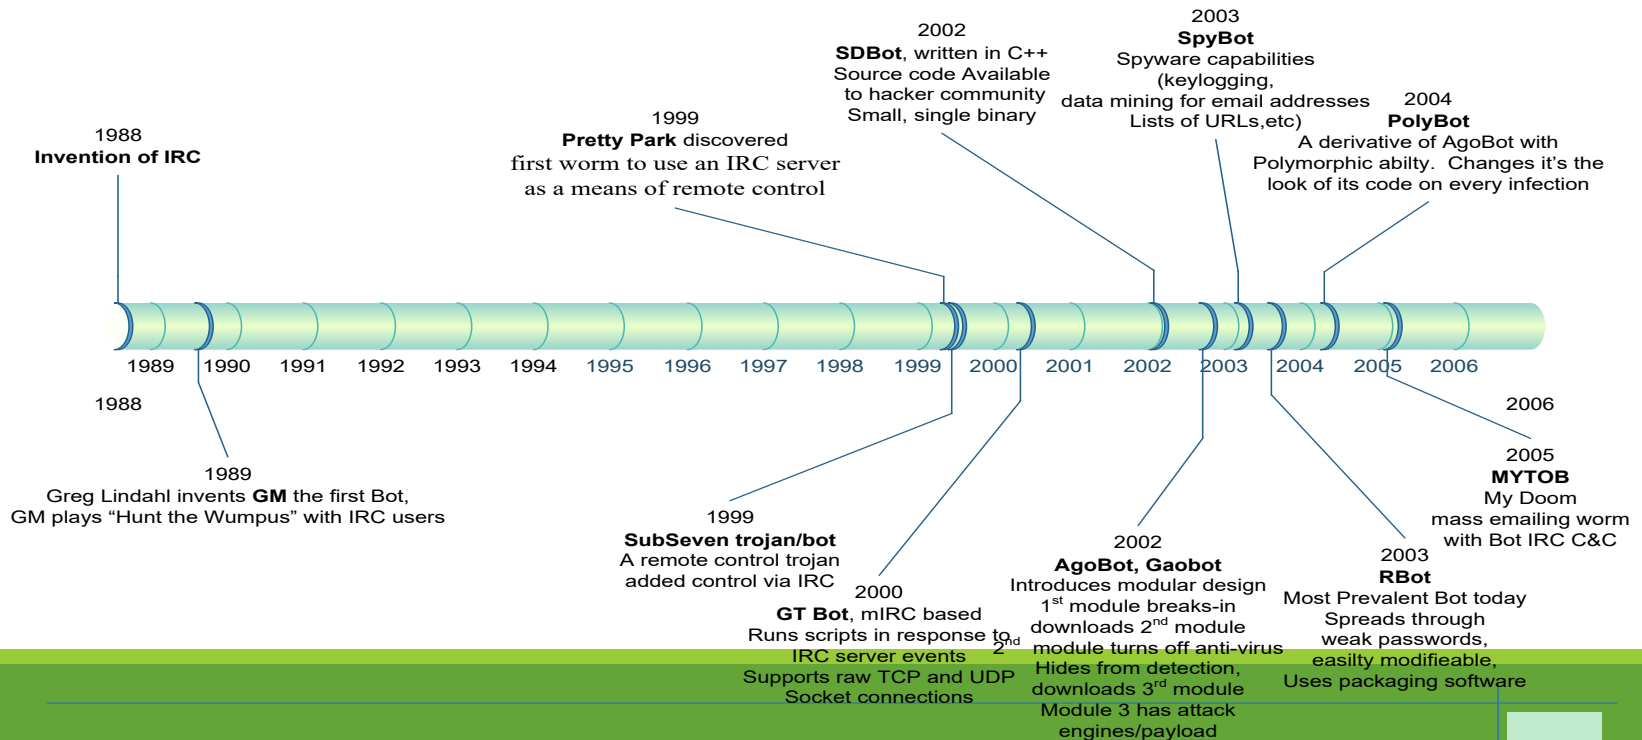 1988
Invention of IRC
1999
Pretty Park discovered
first worm to use an IRC server
as a means of remote control
2002
SDBot, written in C++
Source code Available
to hacker community
Small, single binary
2003
SpyBot
Spyware capabilities
(keylogging,
data mining for email addresses
Lists of URLs,etc)
2004
PolyBot
A derivative of AgoBot with
Polymorphic abilty. Changes it's the
look of its code on every infection
1989 1990 1991 1992 1993 1994 1995 1996 1997 1998 1999 2000 2001 2002 2003 2004 2005 2006
1988
2006
1989
Greg Lindahl invents GM the first Bot,
GM plays “Hunt the Wumpus” with IRC users
1999
SubSeven trojan/bot
A remote control trojan
added control via IRC
2000
GT Bot, mIRC based
Runs scripts in response to
IRC server events
Supports raw TCP and UDP
Socket connections
2002
AgoBot, Gaobot
Introduces modular design
1st module breaks-in
downloads 2nd module
2nd module turns off anti-virus
Hides from detection,
downloads 3rd module
Module 3 has attack
engines/payload
2003
RBot
Most Prevalent Bot today
Spreads through
weak passwords,
easilty modifieable,
Uses packaging software
2005
MYTOB
My Doom
mass emailing worm
with Bot IRC C&C